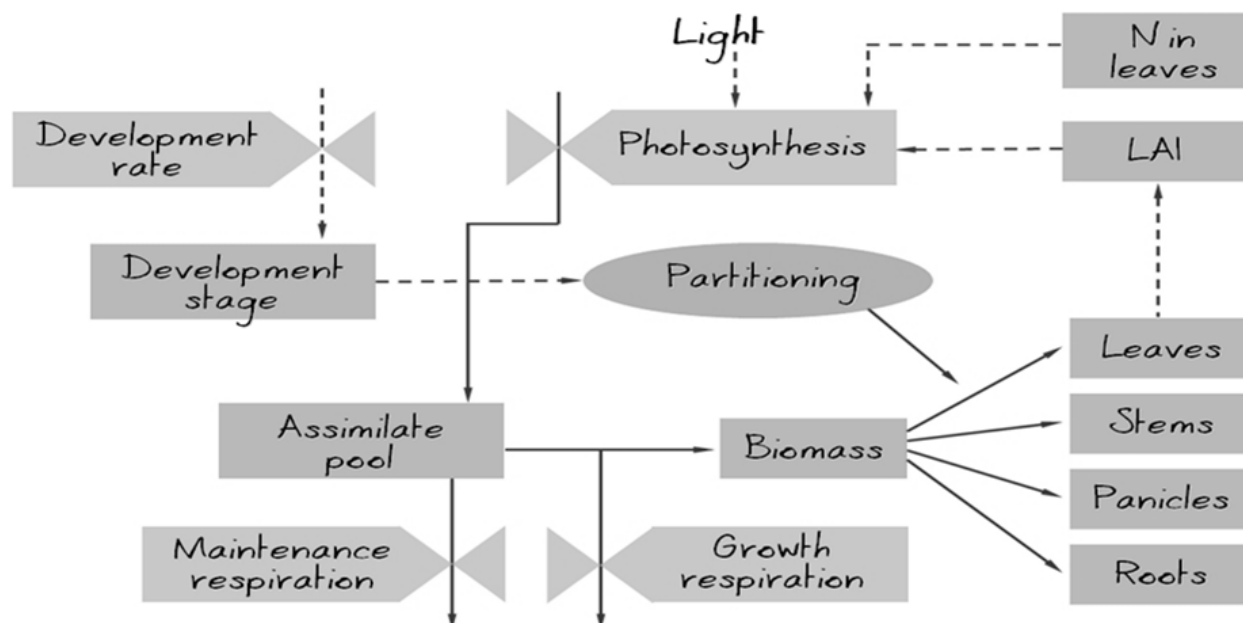 Light
N in
leaves
Development
rate
Photosynthesis
LAI
Development
stage
Partitioning
Leaves
Assimilate
pool
Biomass
Stems
Panicles
Maintenance
respiration
Growth
respiration
Roots